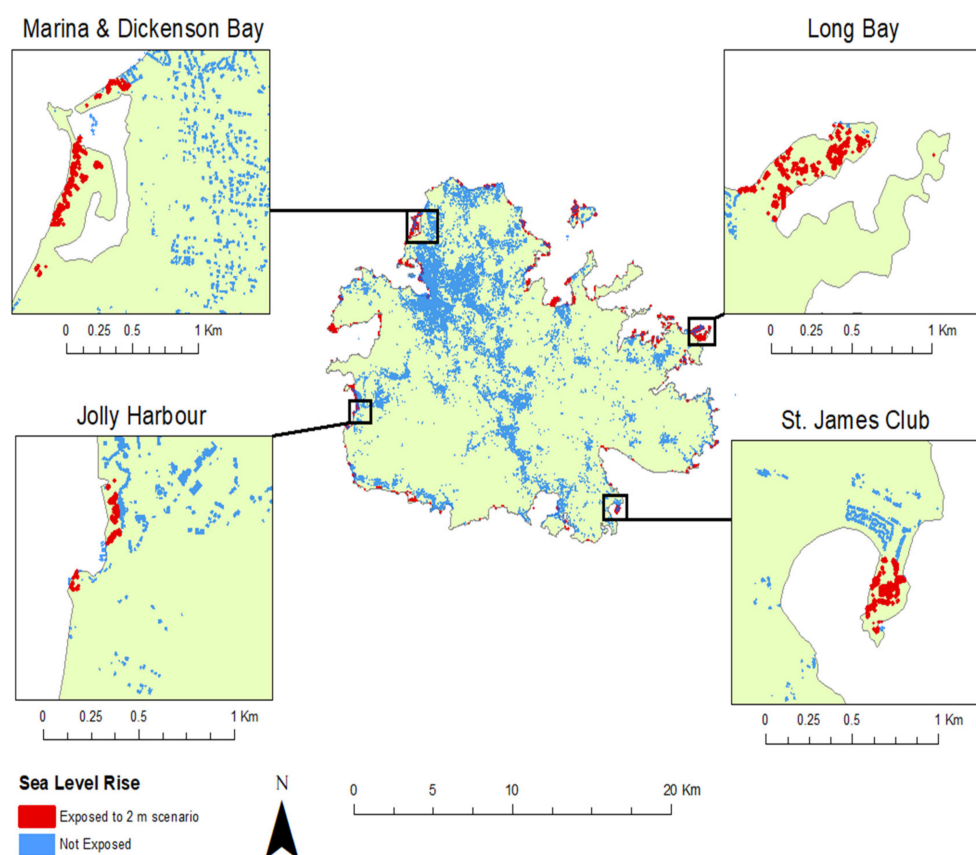 Marina & Dickenson Bay
Long Bay
0 0.25 0.5 1 Km
0 0.25 0.5 1 Km
Jolly Harbour
St. James Club
0 0.25 0.5 1 Km
0 0.25 0.5 1 Km
Sea Level Rise
Exposed to 2 m scenario
Not Exposed
N
0 5 10 20 Km